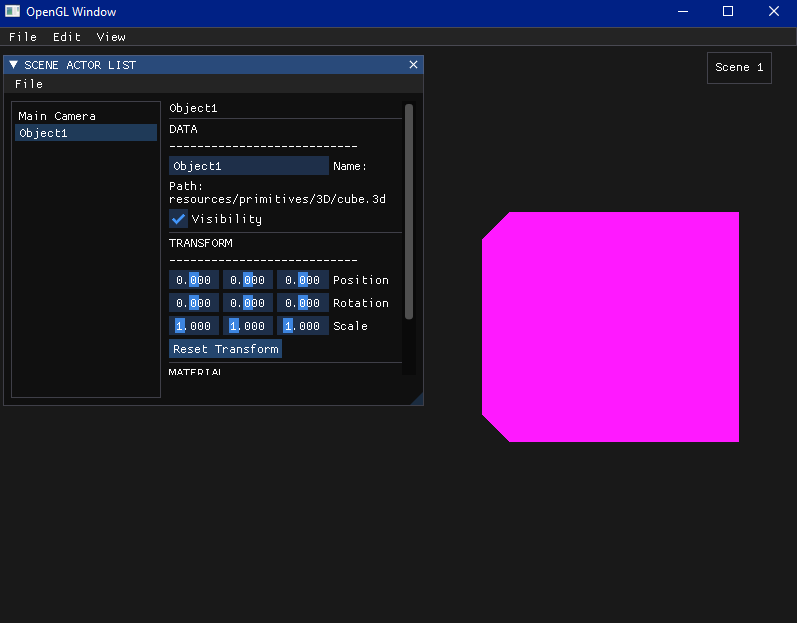 OpenGL Window
File Edit View
SCENE ACTOR LIST
File
Scene 1
Main Camera
Object1
Object1
DATA
---------------------------
Object1 Name:
Path:
resources/primitives/3D/cube.3d
Visibility
TRANSFORM
---------------------------
0.000 0.000 0.000 Position
0.000 0.000 0.000 Rotation
1.000 1.000 1.000 Scale
Reset Transform
MATERIAL